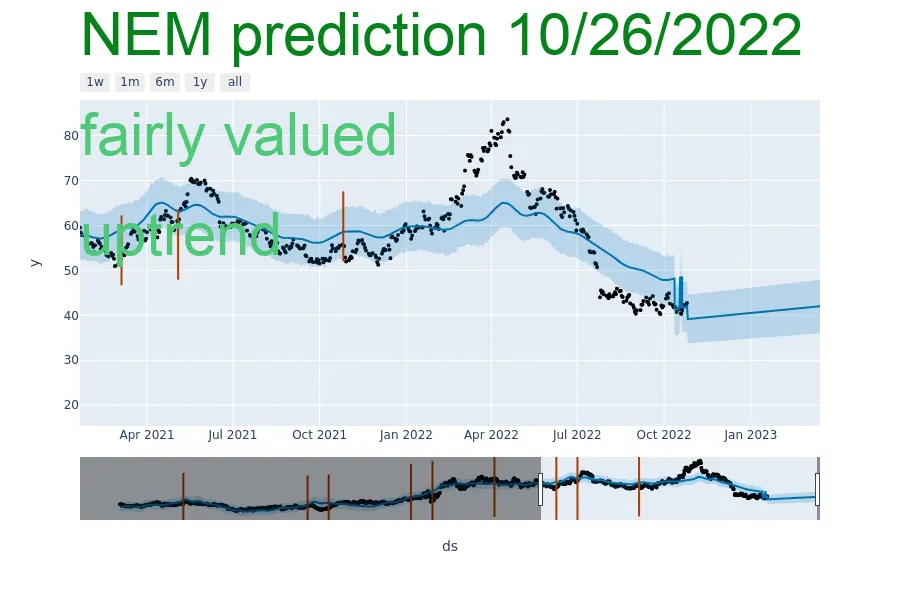 NEM prediction 10/26/2022
1w 1m 6m 1y all
fairly valued
uptrend
y
80
70
60
50
40
30
20
Apr 2021 Jul 2021 Oct 2021 Jan 2022 Apr 2022 Jul 2022 Oct 2022 Jan 2023
ds